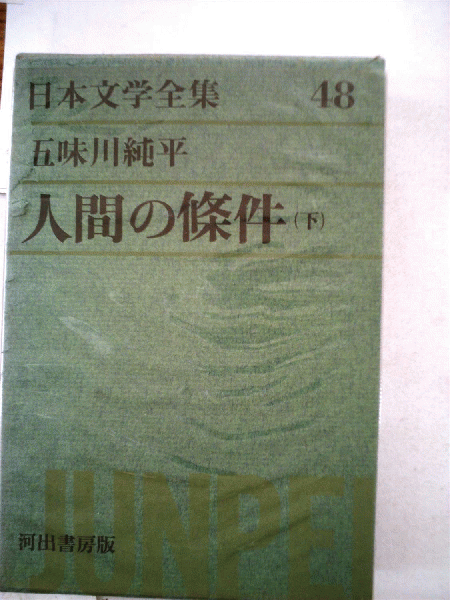 日本文学全集 48
五味川純平
人間の條件(下)
JUNPEI
河出書房版